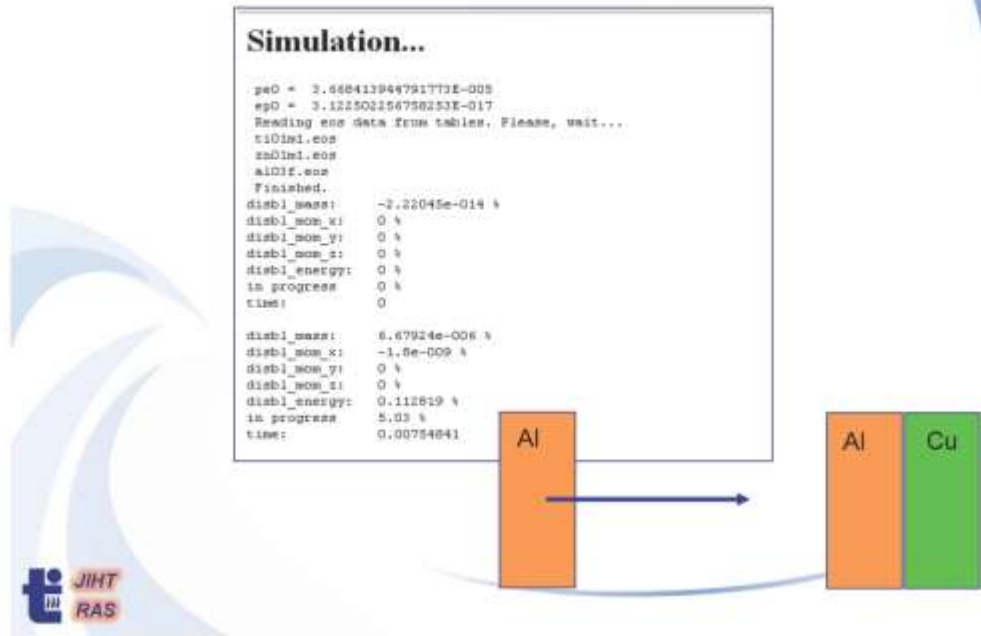 Simulation...
pe0 = 3.668413944791773E-005
ep0 = 3.122502256758253E-017
Reading eos data from tables. Please, wait...
ti01m1.eos
zn01m1.eos
al03f.eos
Finished.
disbl_mass: -2.22045e-014 %
disbl_mom_x: 0 %
disbl_mom_y: 0 %
disbl_mom_z: 0 %
disbl_energy: 0 %
in progress 0 %
time: 0
disbl_mass: 6.67924e-006 %
disbl_mom_x: -1.8e-009 %
disbl_mom_y: 0 %
disbl_mom_z: 0 %
disbl_energy: 0.112819 %
in progress 5.03 %
time: 0.00754841
Al
Al Cu
JIHT
RAS